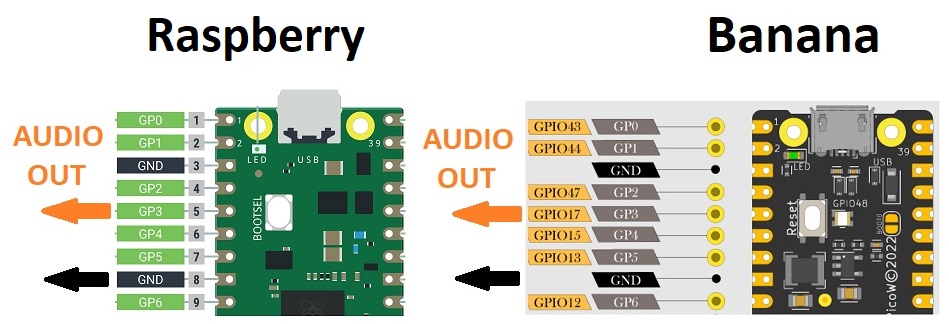 Raspberry
AUDIO
OUT
GP0 1
GP1 2
GND 3
GP2 4
GP3 5
GP4 6
GP5 7
GND 8
GP6 9
1
2
LED
USB
39
BOOTSEL
Banana
AUDIO
OUT
GPIO43 GP0
GPIO44 GP1
GND
GPIO47 GP2
GPIO17 GP3
GPIO15 GP4
GPIO13 GP5
GND
GPIO12 GP6
1
2
LED
USB
39
Reset
GPIO48
BOOT0
PicoW©2022